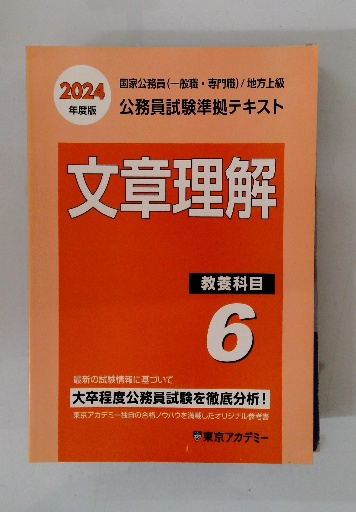 2024
年度版
国家公務員(一般職・専門職)/地方上級
公務員試験準拠テキスト
文章理解
教養科目
6
最新の試験情報に基づいて
大卒程度公務員試験を徹底分析!
東京アカデミー独自の合格ノウハウを満載したオリジナル参考書
東京アカデミー